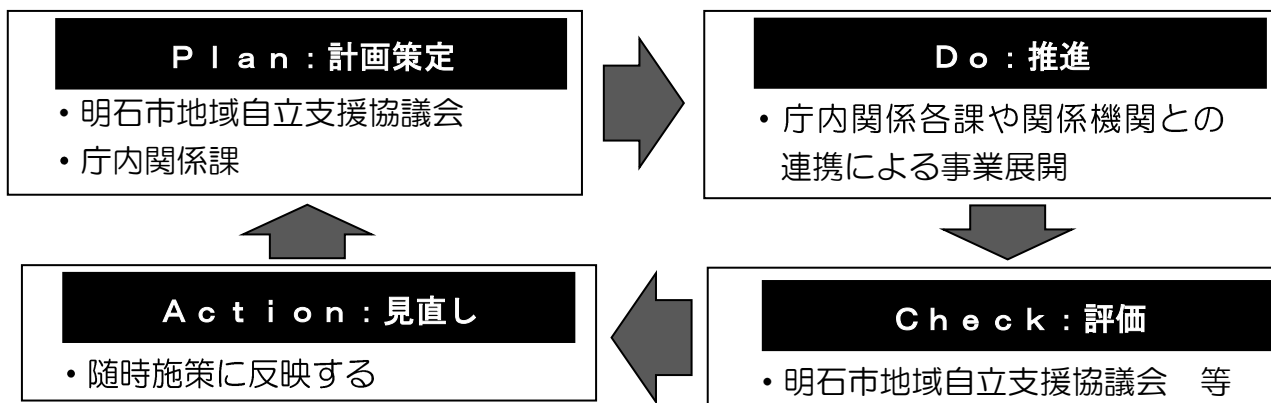 Ｐｌａｎ：計画策定
・明石市地域自立支援協議会
・庁内関係課
Ｄｏ：推進
・庁内関係各課や関係機関との
連携による事業展開
Ａｃｔｉｏｎ：見直し
・随時施策に反映する
Ｃｈｅｃｋ：評価
・明石市地域自立支援協議会　等